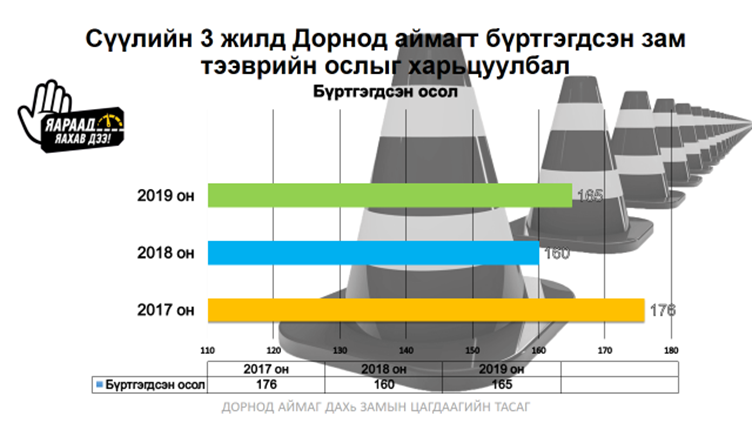 Сүүлийн 3 жилд Дорнод аймагт бүртгэгдсэн зам
тээврийн ослыг харьцуулбал
Бүртгэгдсэн осол
ЯАРААД
ЯАХАВ ДЭЭ!
2019 он
165
2018 он
160
2017 он
176
110 120 130 140 150 160 170 180
2017 он 2018 он 2019 он
Бүртгэгдсэн осол 176 160 165
ДОРНОД АЙМАГ ДАХЬ ЗАМЫН ЦАГДААГИЙН ТАСАГ